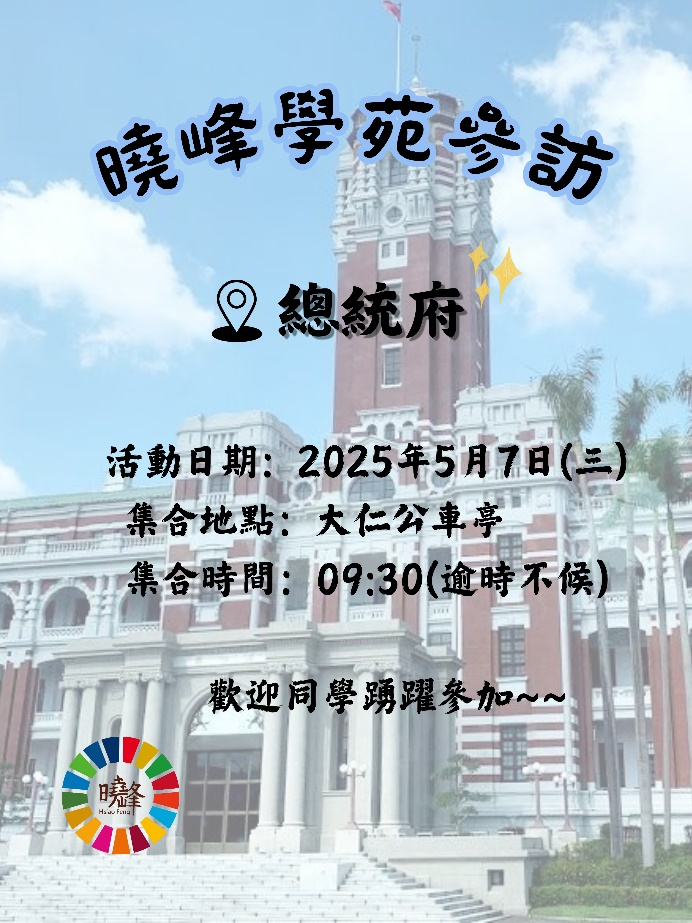 曉峰學苑參訪
總統府
活動日期：2025年5月7日(三)
集合地點：大仁公車亭
集合時間：09:30(逾時不候)
歡迎同學踴躍參加~~
曉峰
Hsiao Feng